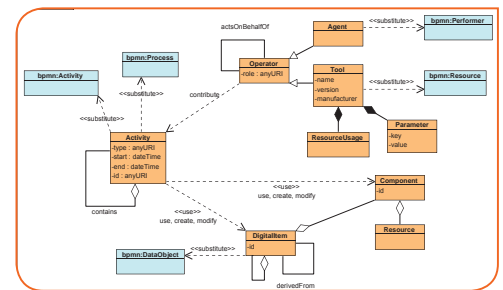 actsOnBehalfOf
Agent
<<substitute>>
bpmn:Performer
bpmn:Process
Operator
-role : anyURI
bpmn:Activity
Tool
-name
-version
-manufacturer
<<substitute>>
bpmn:Resource
<<substitute>>
contribute
<<substitute>>
Parameter
-key
-value
Activity
-type : anyURI
-start : dateTime
-end : dateTime
-id : anyURI
ResourceUsage
contains
<<use>>
use, create, modify
Component
-id
<<use>>
use, create, modify
Resource
DigitalItem
-id
<<substitute>>
bpmn:DataObject
derivedFrom